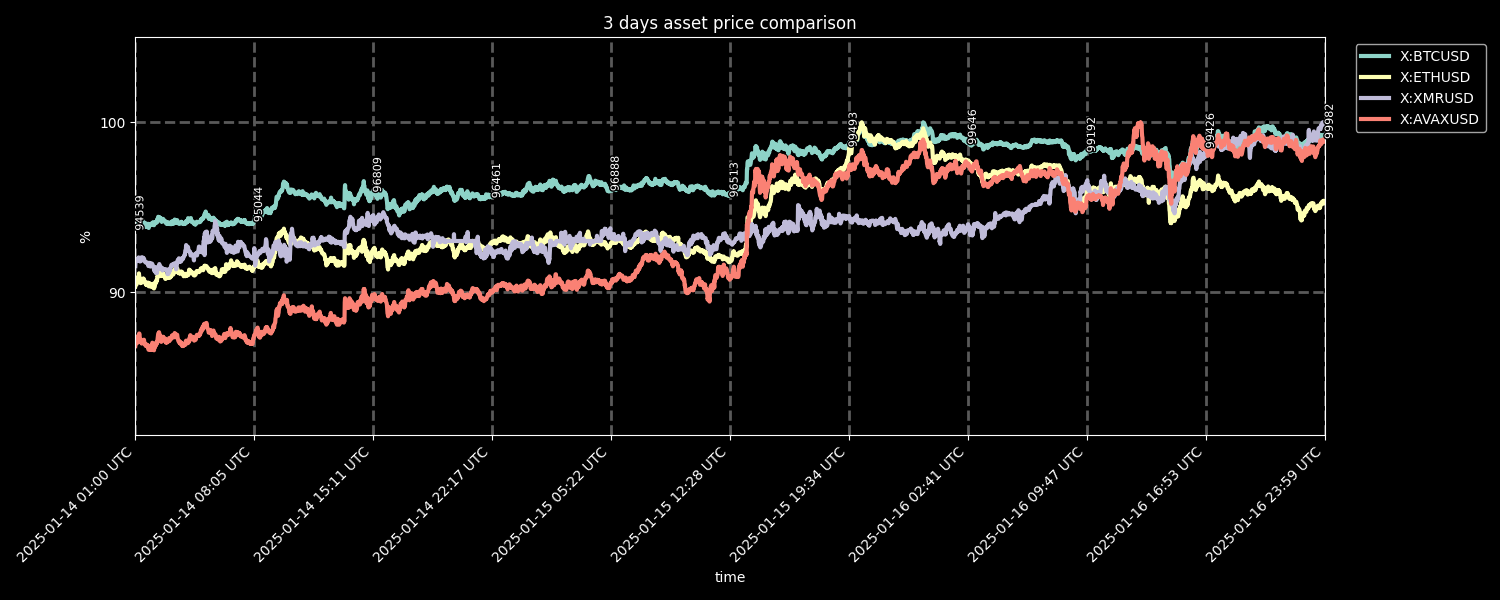 3 days asset price comparison
X:BTCUSD
X:ETHUSD
X:XMRUSD
X:AVAXUSD
100
90
%
94539
95044
96809
96461
96888
96513
99493
99646
99192
99426
99982
2025-01-14 01:00 UTC
2025-01-14 08:05 UTC
2025-01-14 15:11 UTC
2025-01-14 22:17 UTC
2025-01-15 05:22 UTC
2025-01-15 12:28 UTC
2025-01-15 19:34 UTC
2025-01-16 02:41 UTC
2025-01-16 09:47 UTC
2025-01-16 16:53 UTC
2025-01-16 23:59 UTC
time